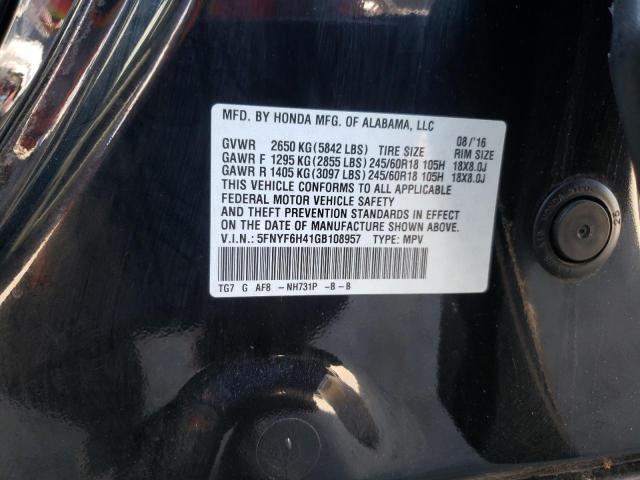 MFD. BY HONDA MFG. OF ALABAMA, LLC 08/'16
GVWR 2650 KG(5842 LBS) TIRE SIZE RIM SIZE
GAWR F 1295 KG(2855 LBS)245/60R18 105H 18X8.0J
GAWR R 1405 KG(3097 LBS)245/60R18 105H 18X8.0J
THIS VEHICLE CONFORMS TO ALL APPLICABLE
FEDERAL MOTOR VEHICLE SAFETY
AND THEFT PREVENTION STANDARDS IN EFFECT
ON THE DATE OF MANUFACTURE SHOWN ABOVE.
V.I.N.: 5FNYF6H41GB108957 TYPE: MPV
TG7 G AF8 -NH731P -B-B
25